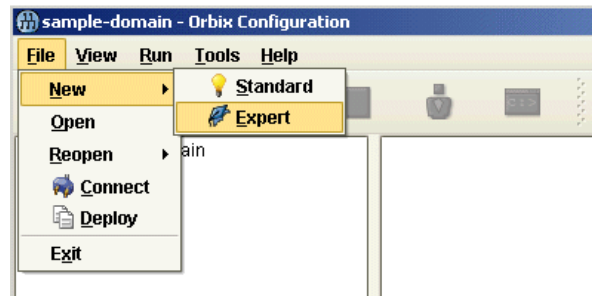 sample-domain - Orbix Configuration
File View Run Tools Help
New
Standard
Expert
Open
Reopen
ain
Connect
Deploy
Exit